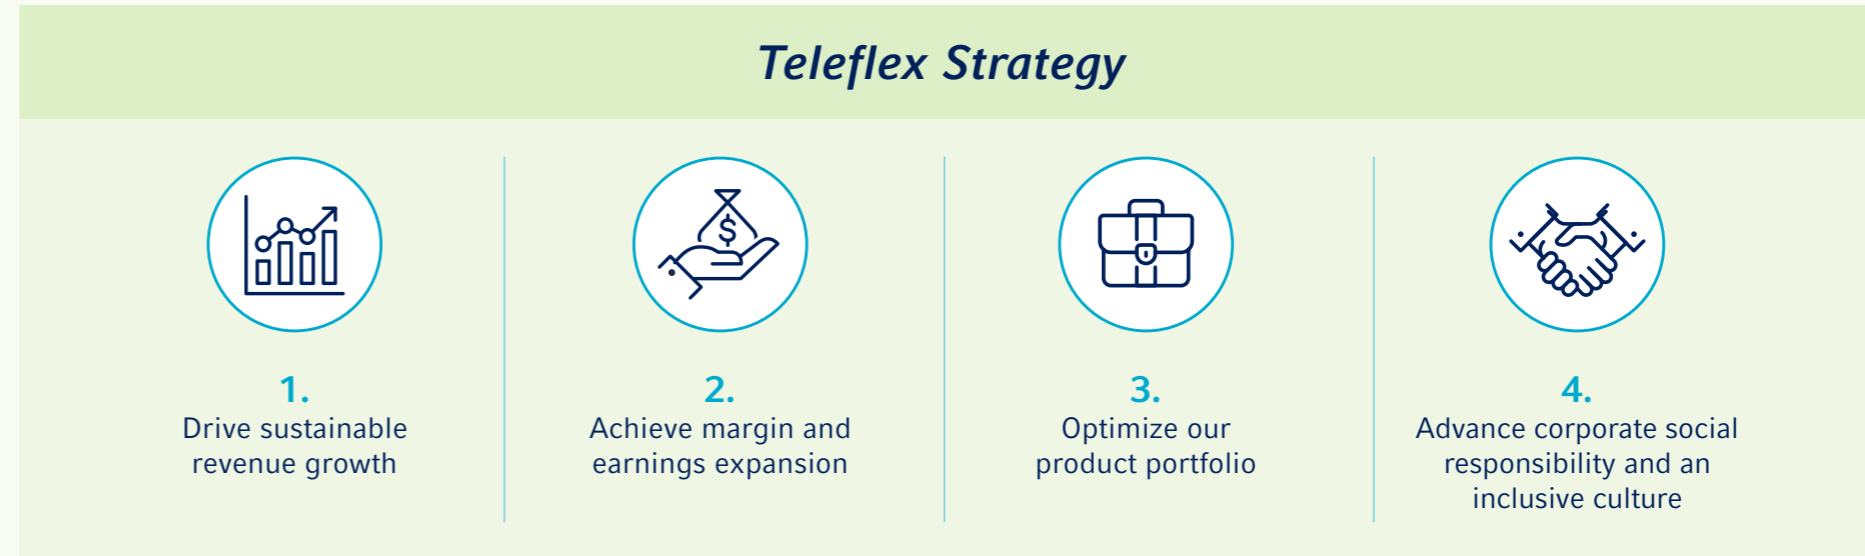 Teleflex Strategy
$
1.
Drive sustainable
revenue growth
2.
Achieve margin and
earnings expansion
3.
Optimize our
product portfolio
4.
Advance corporate social
responsibility and an
inclusive culture